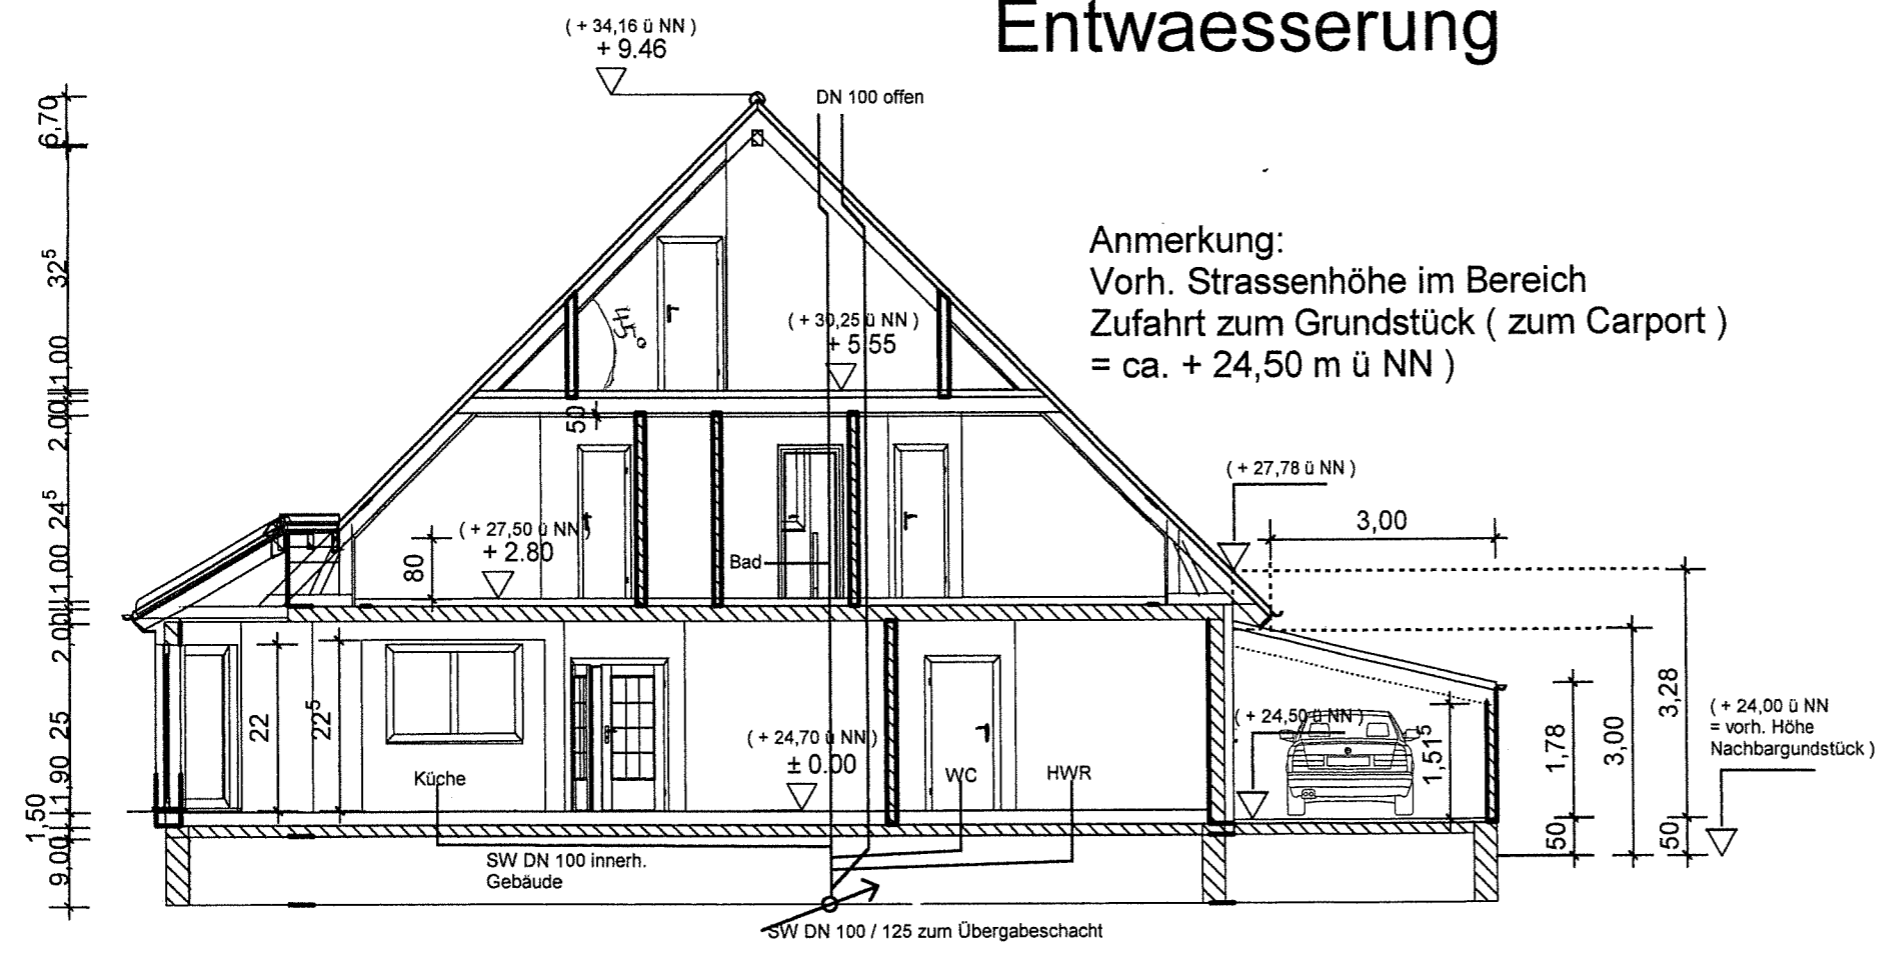 Entwaesserung
( + 34,16 ü NN )
+ 9.46
DN 100 offen
Anmerkung:
Vorh. Strassenhöhe im Bereich
Zufahrt zum Grundstück ( zum Carport )
= ca. + 24,50 m ü NN )
6,70
32⁵
1,00
2,00
24⁵
1,00
2,00
25
1,90
1,50
9,00
45°
( + 30,25 ü NN )
+ 5.55
50
( + 27,50 ü NN )
+ 2.80
80
Bad
( + 27,78 ü NN )
3,00
22
22⁵
Küche
( + 24,70 ü NN )
± 0.00
WC
HWR
( + 24,50 ü NN )
1,51⁵
1,78
3,00
3,28
50
50
( + 24,00 ü NN
= vorh. Höhe
Nachbargundstück )
SW DN 100 innerh.
Gebäude
SW DN 100 / 125 zum Übergabeschacht